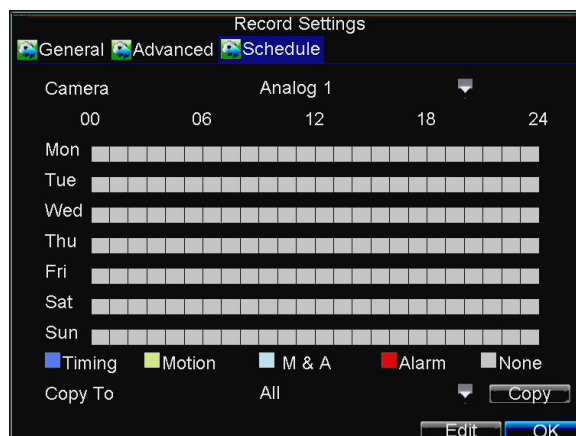 Record Settings
General Advanced Schedule
Camera Analog 1
00 06 12 18 24
Mon
Tue
Wed
Thu
Fri
Sat
Sun
Timing Motion M & A Alarm None
Copy To All Copy
Edit OK